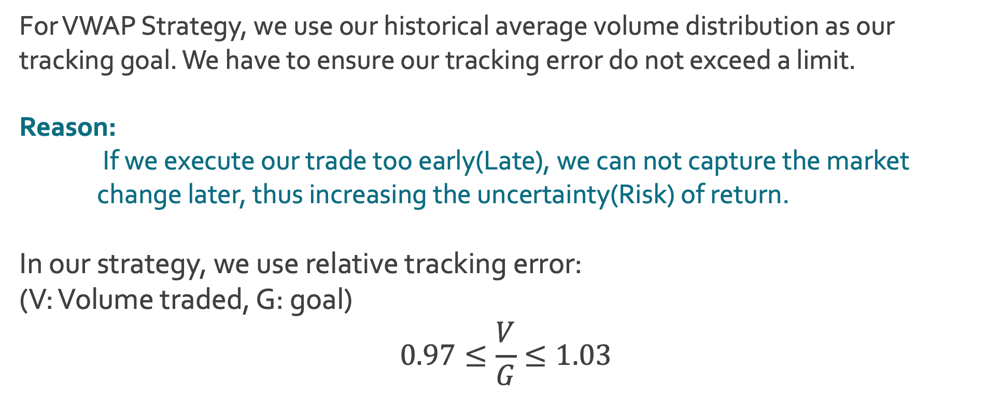 For VWAP Strategy, we use our historical average volume distribution as our
tracking goal. We have to ensure our tracking error do not exceed a limit.
Reason:
If we execute our trade too early(Late), we can not capture the market
change later, thus increasing the uncertainty(Risk) of return.
In our strategy, we use relative tracking error:
(V: Volume traded, G: goal)
0.97 ≤ V/G ≤ 1.03